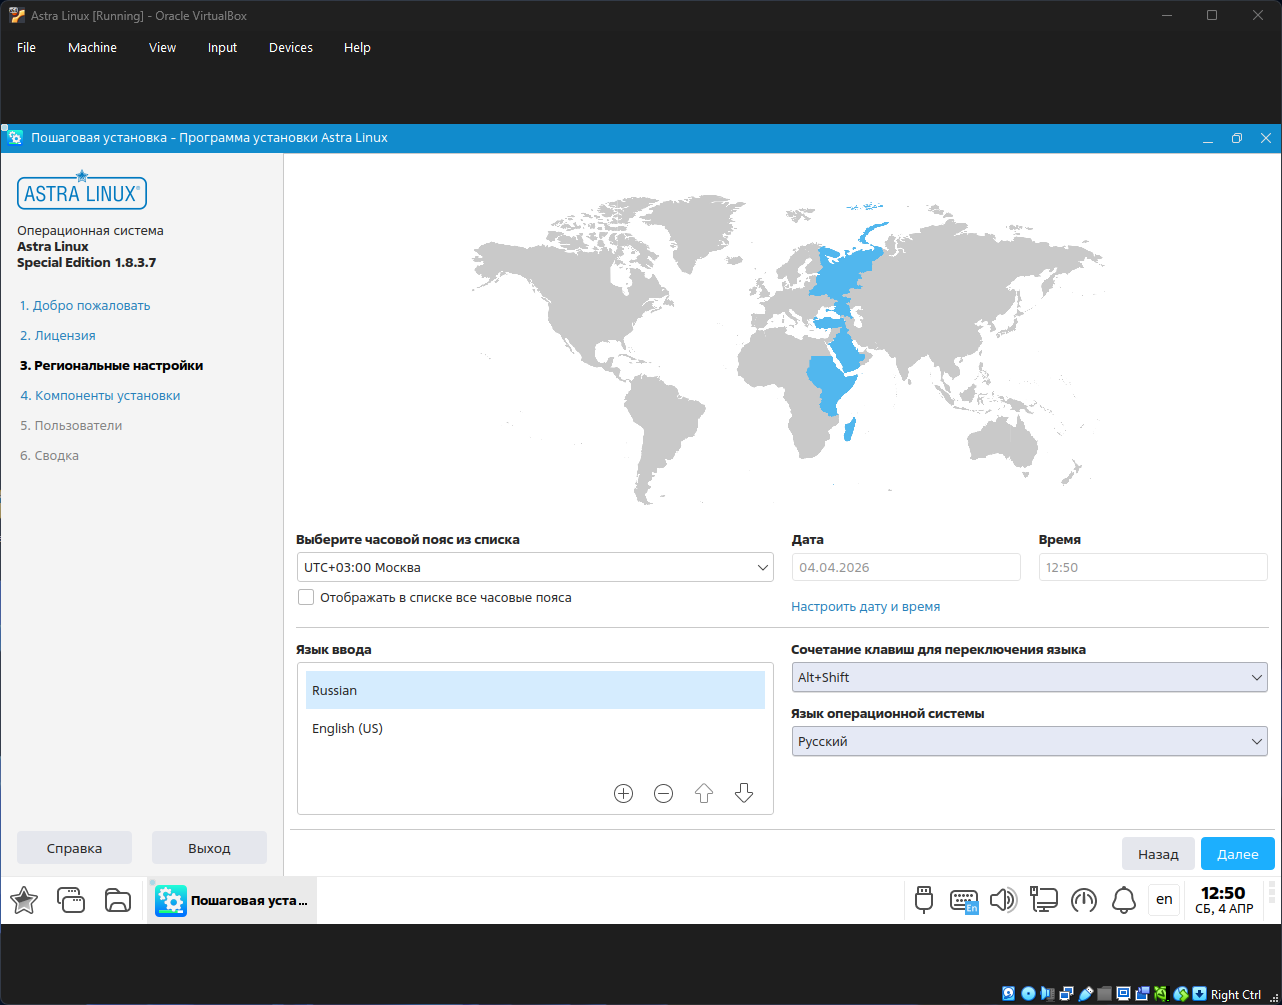 Astra Linux [Running] - Oracle VirtualBox
File Machine View Input Devices Help
Пошаговая установка - Программа установки Astra Linux
ASTRA LINUX®
Операционная система
Astra Linux
Special Edition 1.8.3.7
1. Добро пожаловать
2. Лицензия
3. Региональные настройки
4. Компоненты установки
5. Пользователи
6. Сводка
Выберите часовой пояс из списка
UTC+03:00 Москва
Отображать в списке все часовые пояса
Дата
04.04.2026
Время
12:50
Настроить дату и время
Язык ввода
Russian
English (US)
Сочетание клавиш для переключения языка
Alt+Shift
Язык операционной системы
Русский
Справка
Выход
Назад
Далее
Пошаговая уста...
En
en
12:50
СБ, 4 АПР
Right Ctrl